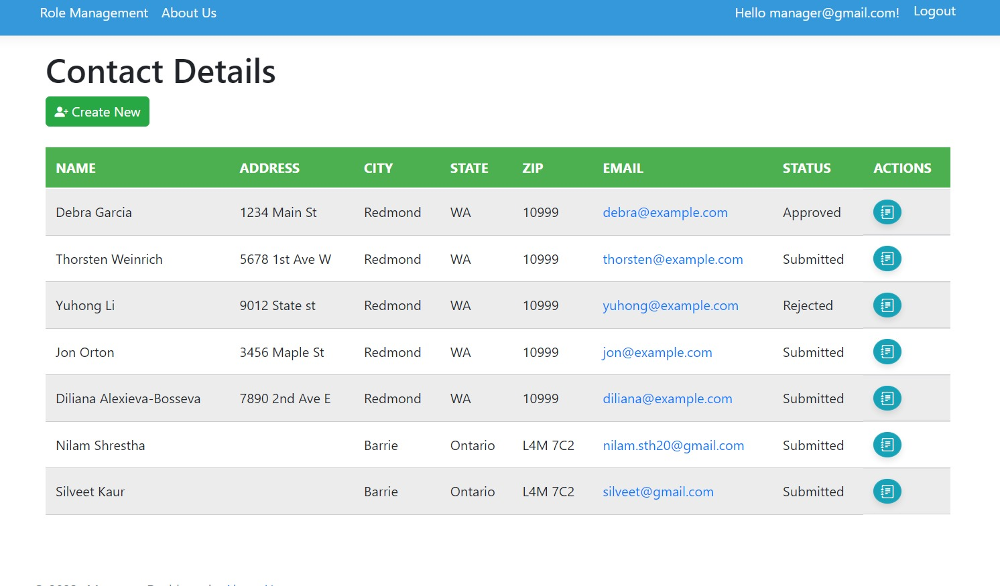 Role Management About Us Hello manager@gmail.com! Logout
Contact Details
Create New
NAME ADDRESS CITY STATE ZIP EMAIL STATUS ACTIONS
Debra Garcia 1234 Main St Redmond WA 10999 debra@example.com Approved
Thorsten Weinrich 5678 1st Ave W Redmond WA 10999 thorsten@example.com Submitted
Yuhong Li 9012 State st Redmond WA 10999 yuhong@example.com Rejected
Jon Orton 3456 Maple St Redmond WA 10999 jon@example.com Submitted
Diliana Alexieva-Bosseva 7890 2nd Ave E Redmond WA 10999 diliana@example.com Submitted
Nilam Shrestha Barrie Ontario L4M 7C2 nilam.sth20@gmail.com Submitted
Silveet Kaur Barrie Ontario L4M 7C2 silveet@gmail.com Submitted